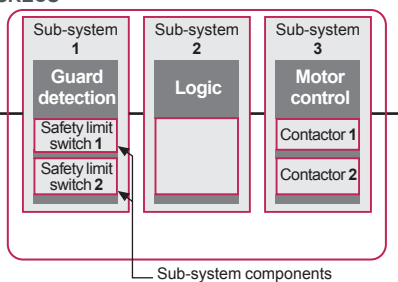 Sub-system
1
Guard
detection
Safety limit
switch 1
Safety limit
switch 2
Sub-system
2
Logic
Sub-system
3
Motor
control
Contactor 1
Contactor 2
Sub-system components